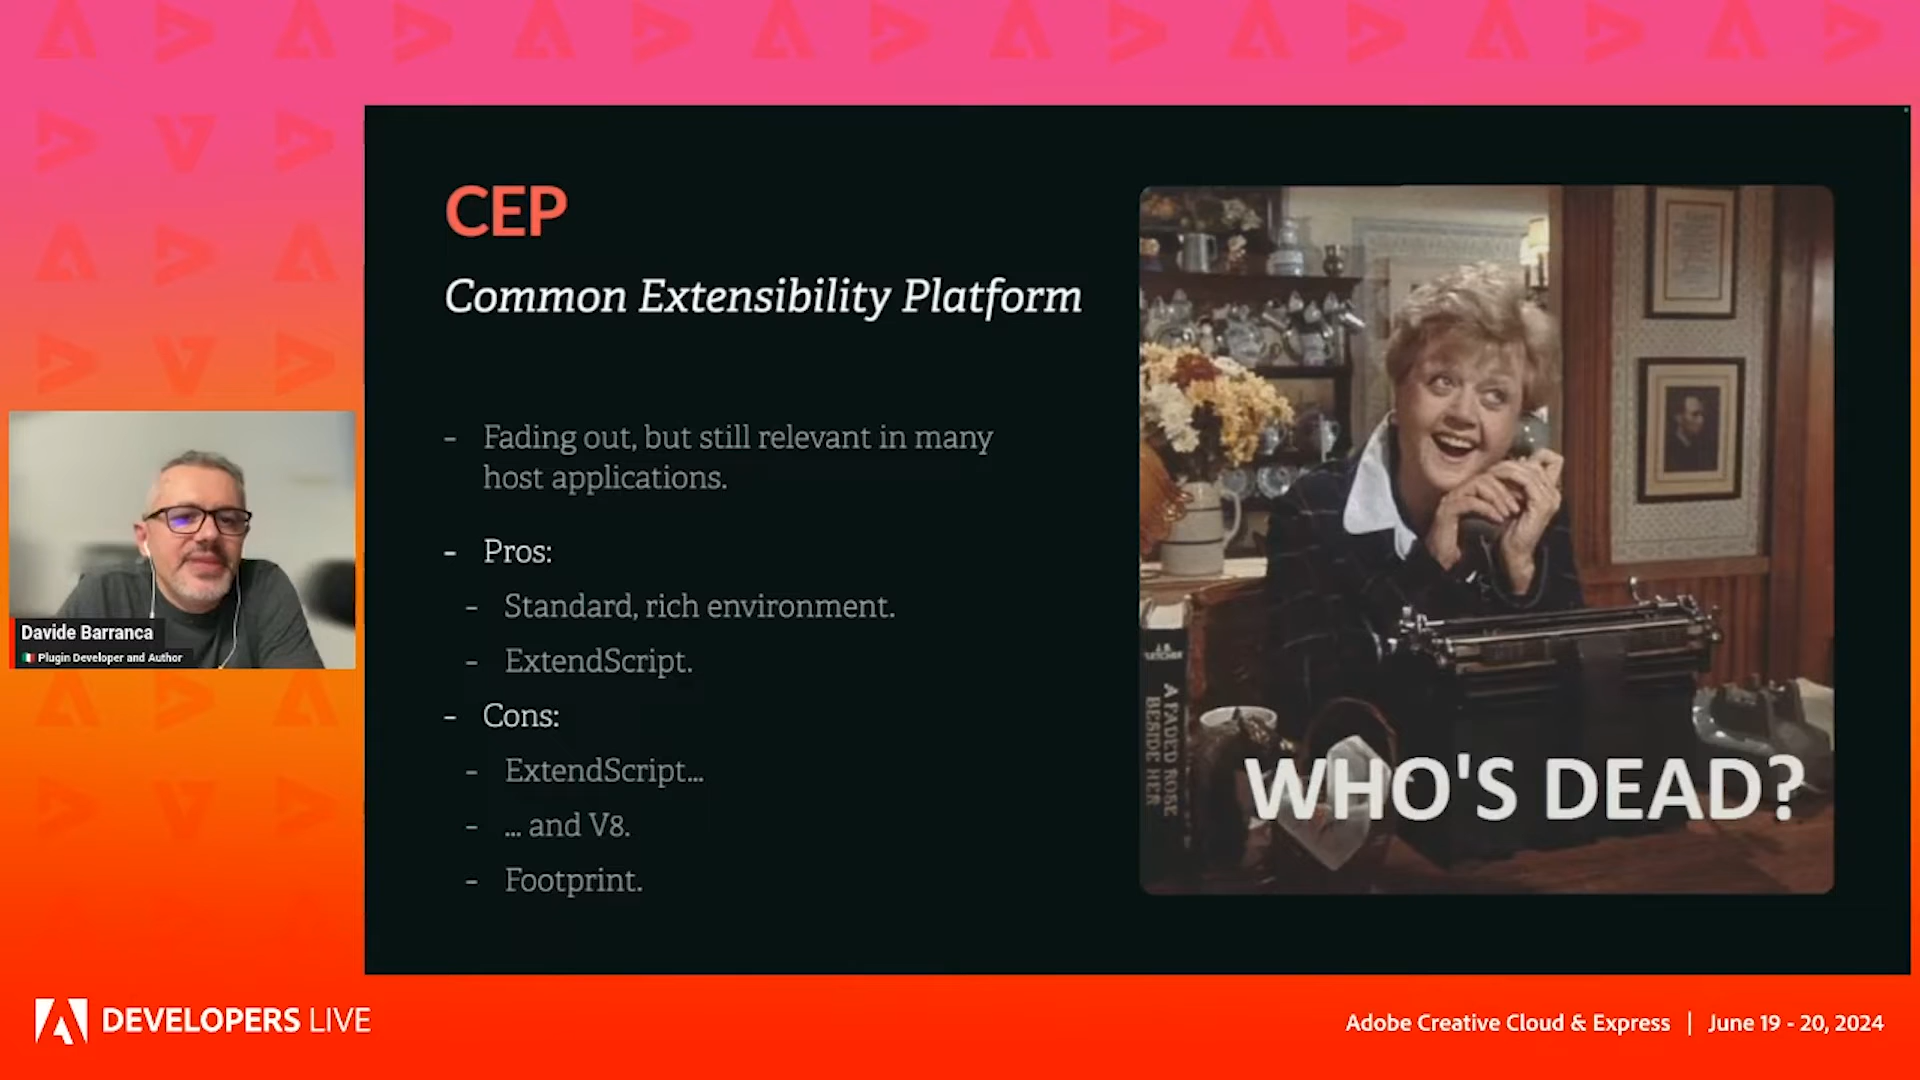 CEP
Common Extensibility Platform
- Fading out, but still relevant in many
host applications.
- Pros:
- Standard, rich environment.
- ExtendScript.
- Cons:
- ExtendScript...
- ... and V8.
- Footprint.
J.B.
FLETCHER
A FADED ROSE
BESIDE HER
WHO'S DEAD?
Davide Barranca
Plugin Developer and Author
DEVELOPERS LIVE
Adobe Creative Cloud & Express | June 19 - 20, 2024